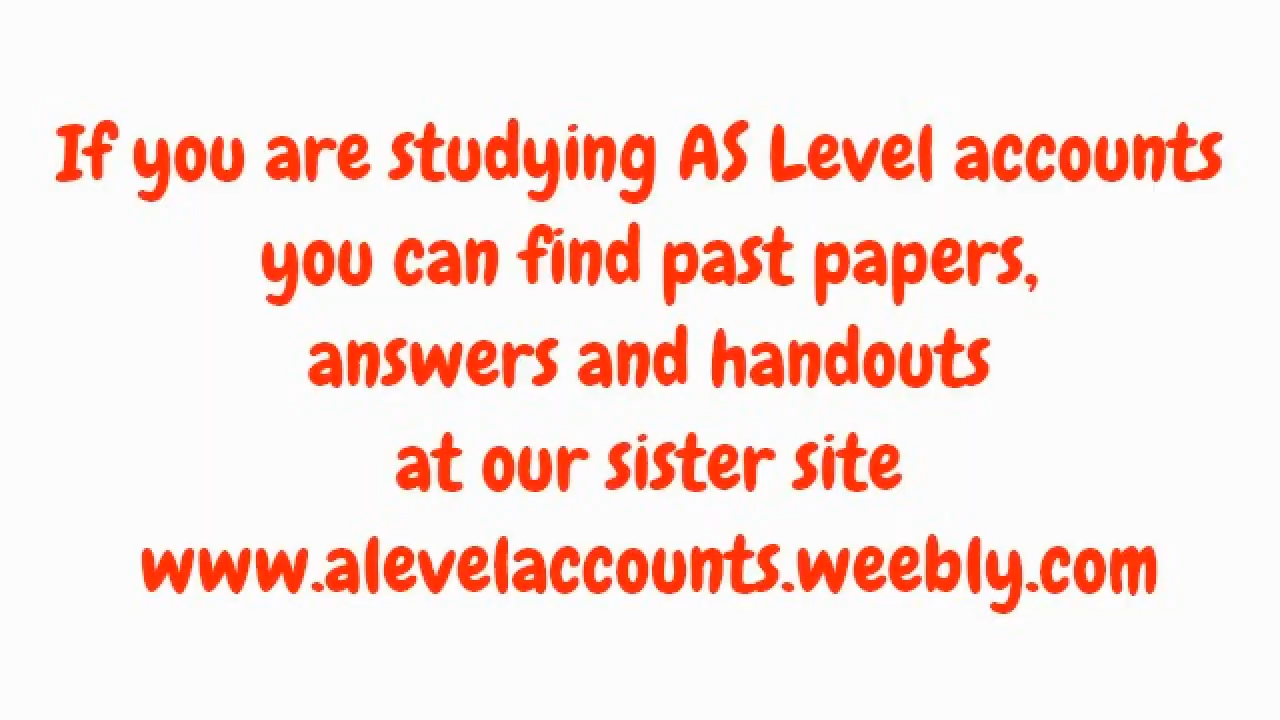 If you are studying AS Level accounts
you can find past papers,
answers and handouts
at our sister site
www.alevelaccounts.weebly.com